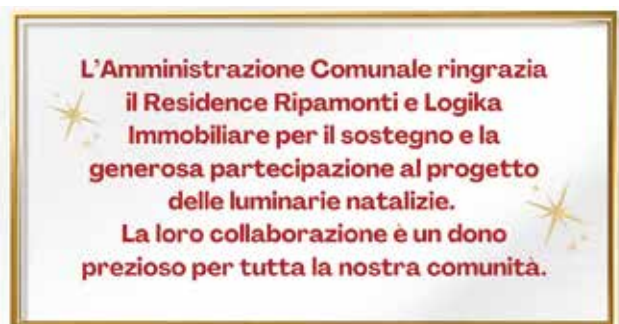 L'Amministrazione Comunale ringrazia
il Residence Ripamonti e Logika
Immobiliare per il sostegno e la
generosa partecipazione al progetto
delle luminarie natalizie.
La loro collaborazione è un dono
prezioso per tutta la nostra comunità.